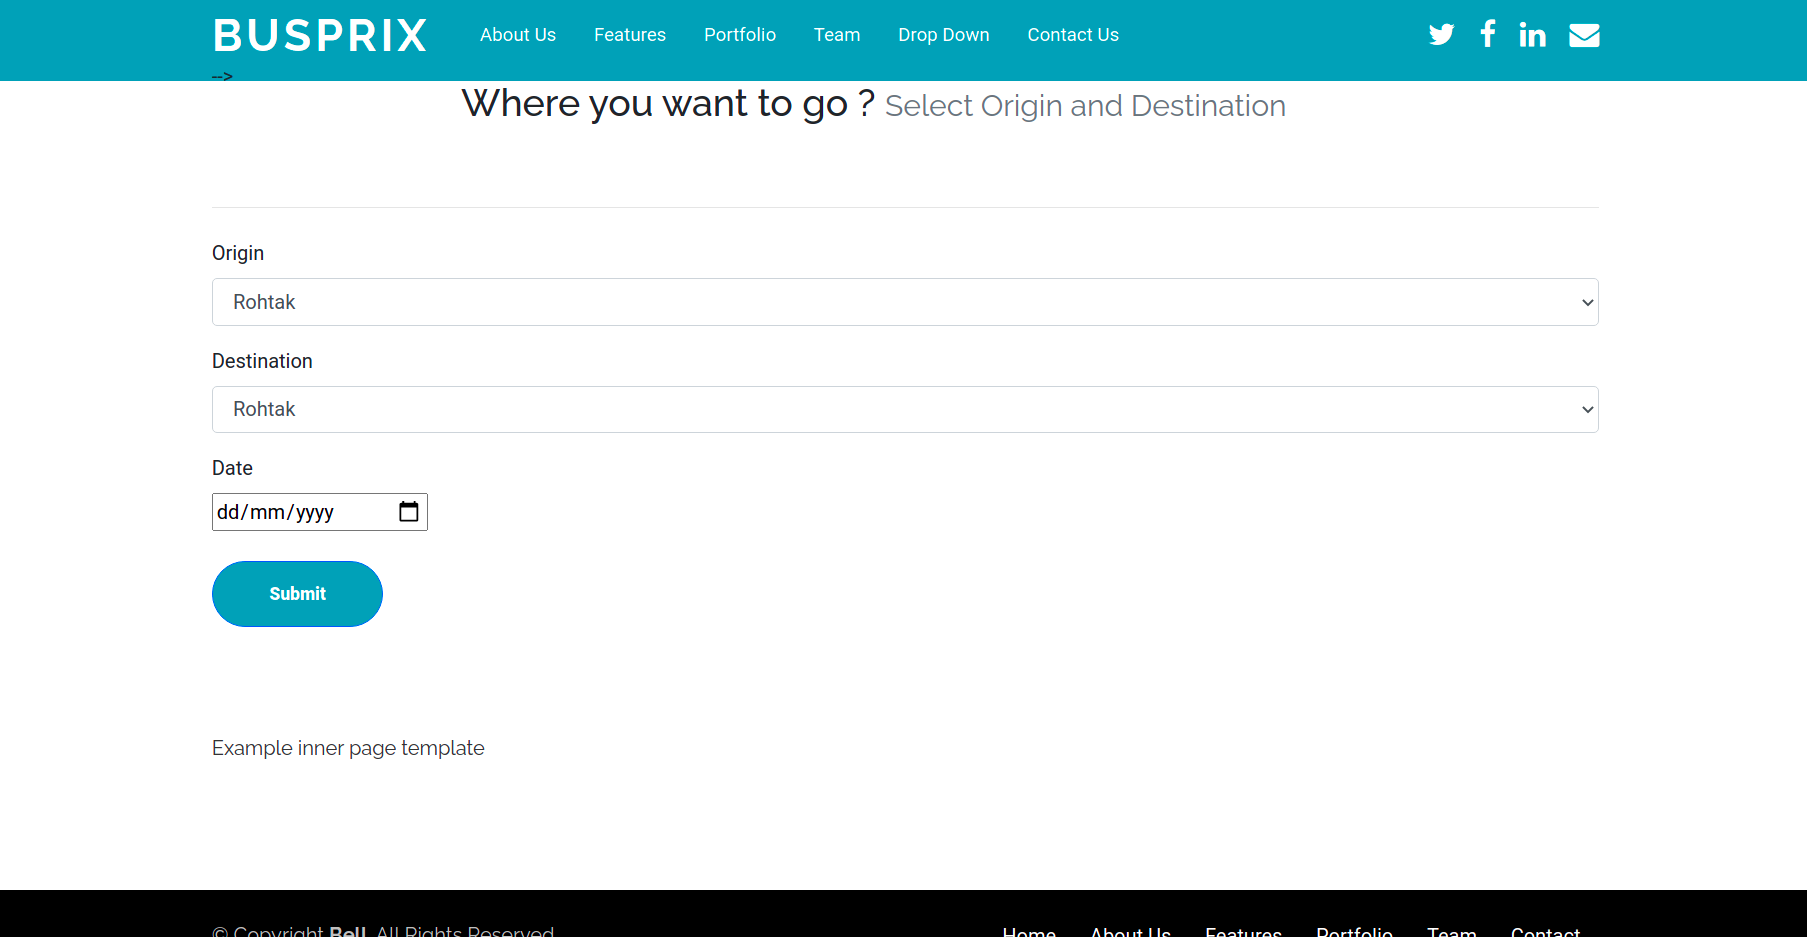 BUSPRIX About Us Features Portfolio Team Drop Down Contact Us
-->
Where you want to go ? Select Origin and Destination
Origin
Rohtak
Destination
Rohtak
Date
dd/mm/yyyy
Submit
Example inner page template
© Copyright Bell. All Rights Reserved Home About Us Features Portfolio Team Contact